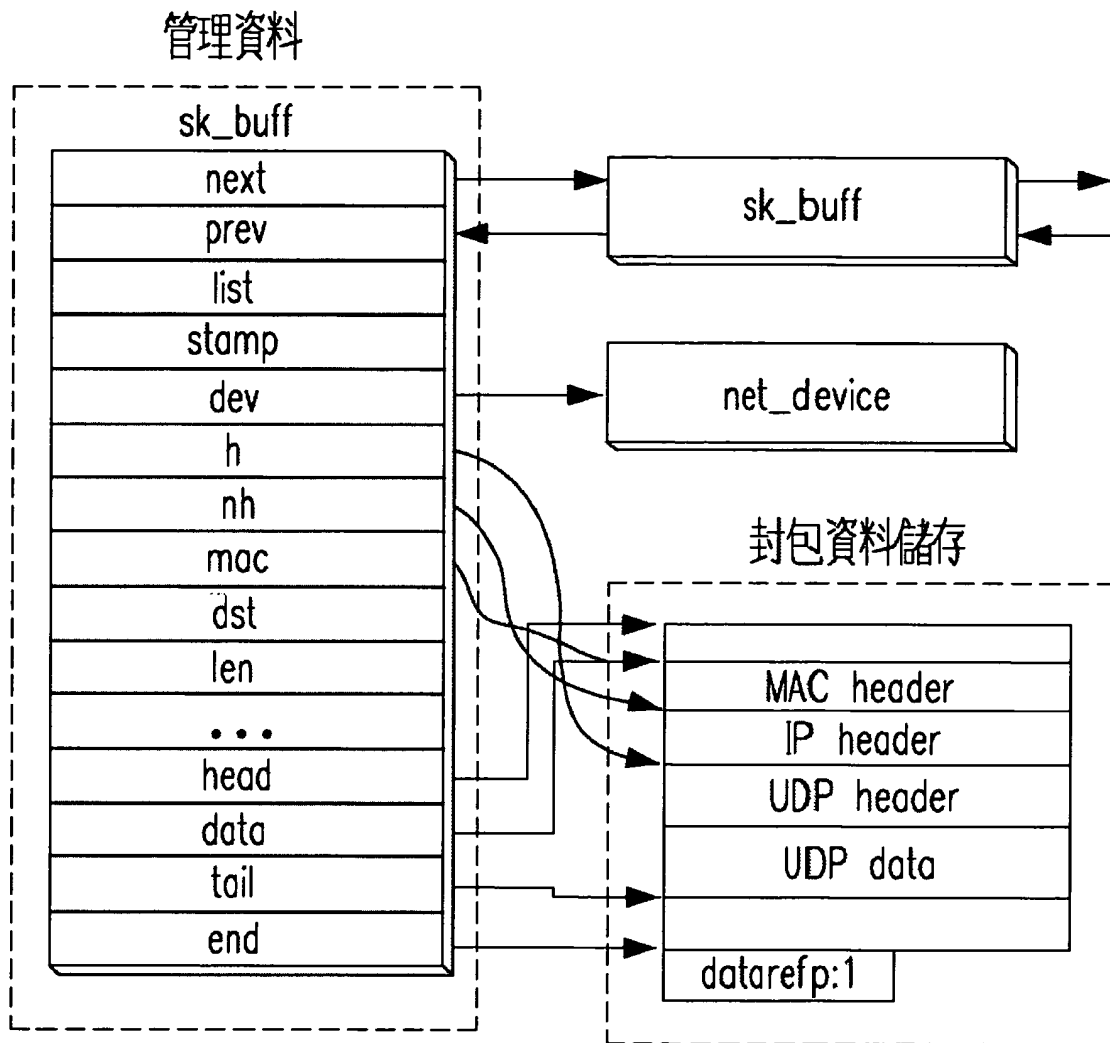 管理資料
sk_buff
next
prev
list
stamp
dev
h
nh
mac
dst
len
...
head
data
tail
end
sk_buff
net_device
封包資料儲存
MAC header
IP header
UDP header
UDP data
datarefp:1